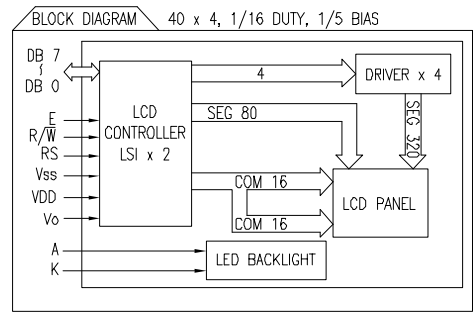 BLOCK DIAGRAM 40 x 4, 1/16 DUTY, 1/5 BIAS
DB 7
DB 0
E
R/W̅
RS
Vss
VDD
Vo
A
K
LCD
CONTROLLER
LSI x 2
4
SEG 80
COM 16
COM 16
DRIVER x 4
SEG 320
LCD PANEL
LED BACKLIGHT